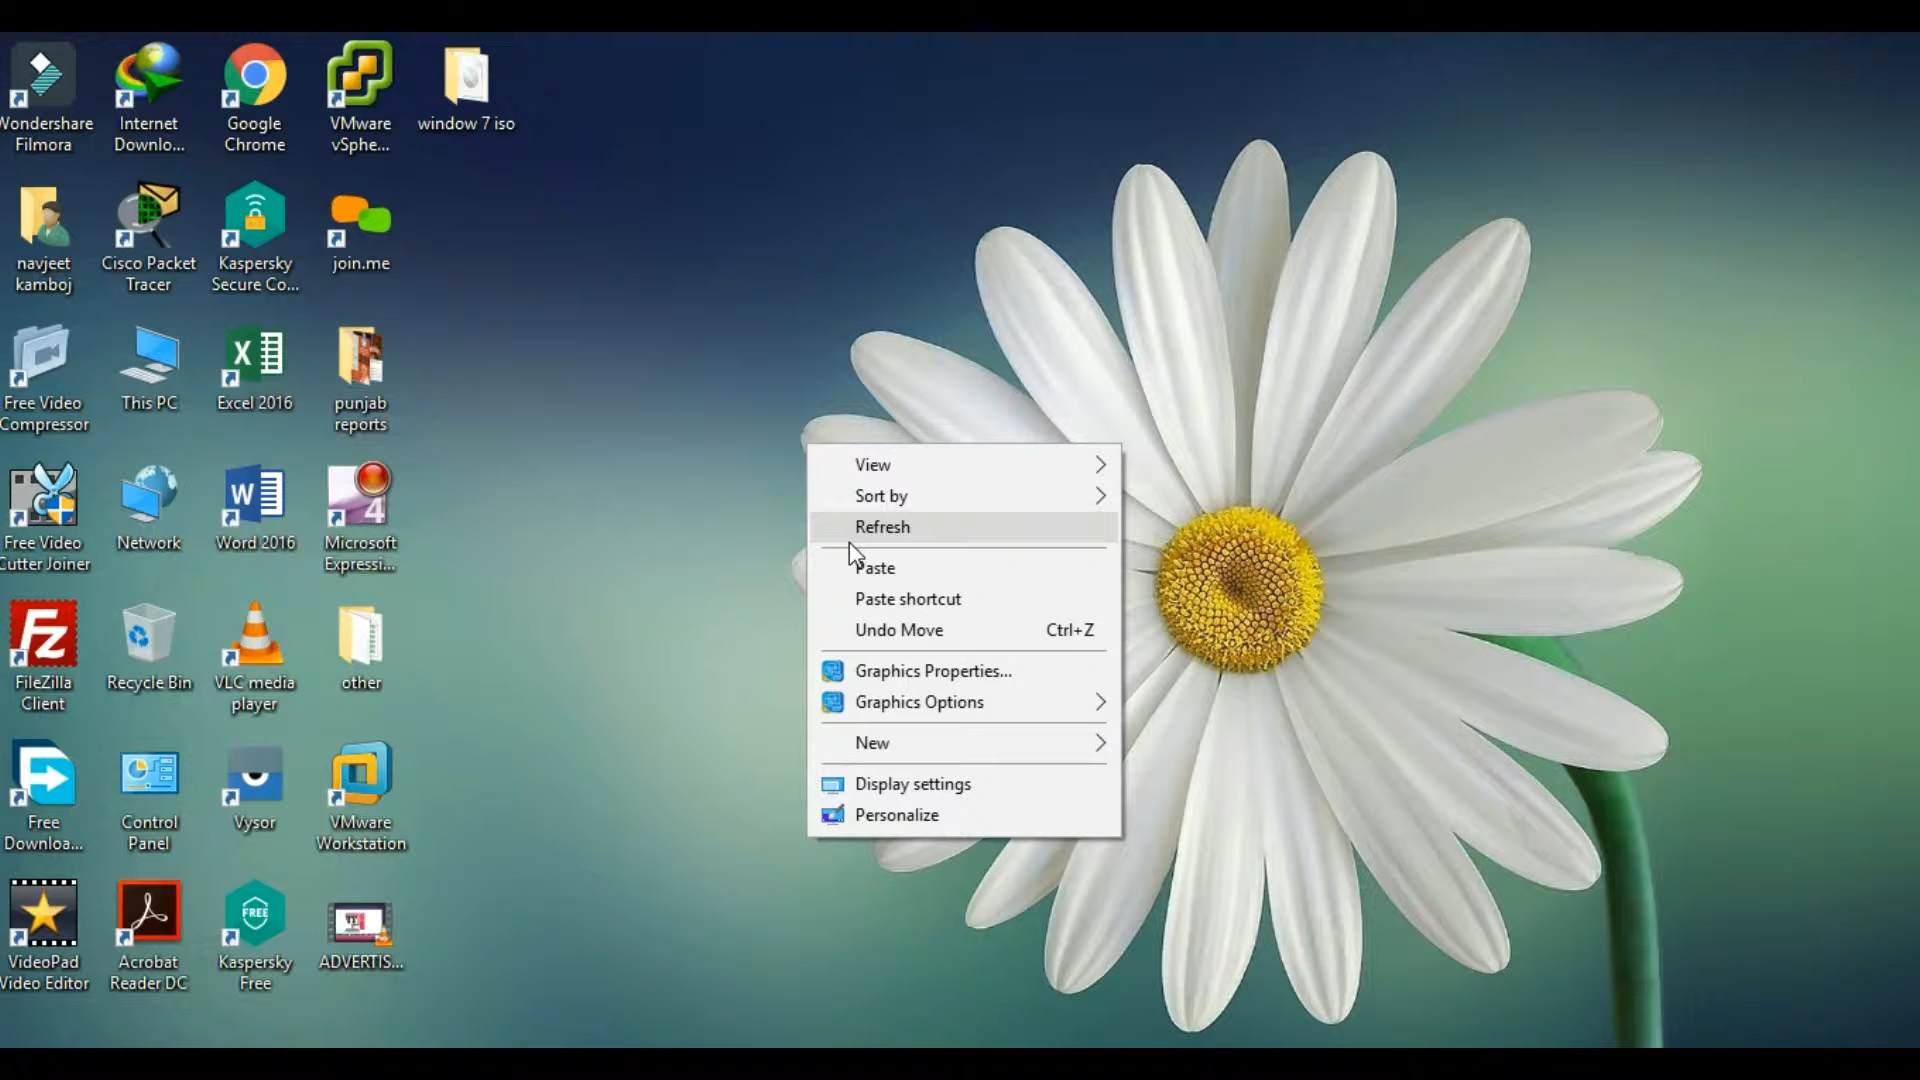 Wondershare
Filmora
Internet
Downlo...
Google
Chrome
VMware
vSphe...
window 7 iso
navjeet
kamboj
Cisco Packet
Tracer
Kaspersky
Secure Co...
join.me
Free Video
Compressor
This PC
Excel 2016
punjab
reports
Free Video
Cutter Joiner
Network
Word 2016
Microsoft
Expressi...
4
FileZilla
Client
Recycle Bin
VLC media
player
other
Free
Downloa...
Control
Panel
Vysor
VMware
Workstation
VideoPad
Video Editor
Acrobat
Reader DC
FREE
Kaspersky
Free
ADVERTIS...
View
Sort by
Refresh
Paste
Paste shortcut
Undo Move Ctrl+Z
Graphics Properties...
Graphics Options
New
Display settings
Personalize